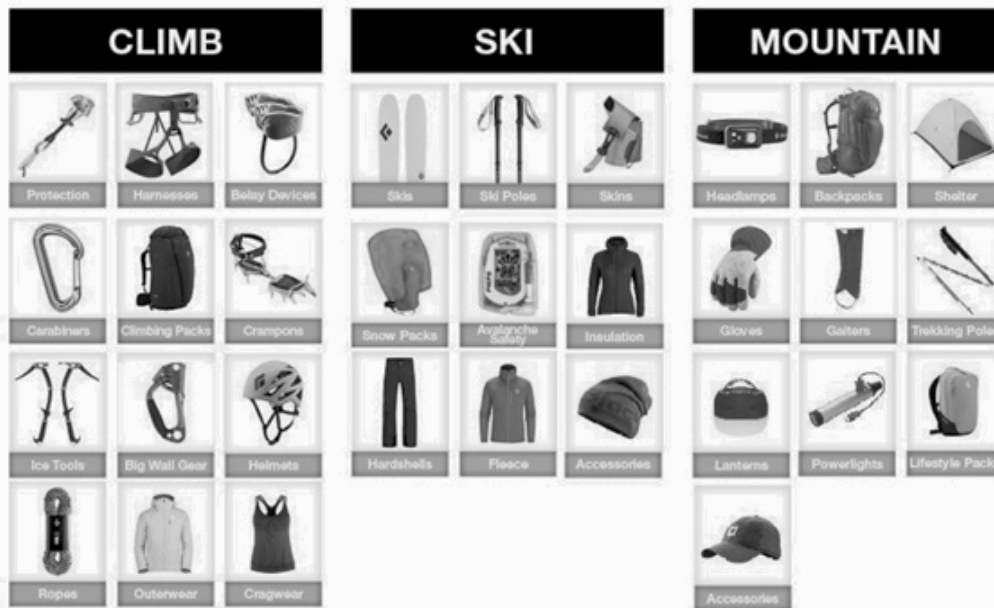 CLIMB
SKI
MOUNTAIN
Protection
Harnesses
Belay Devices
Skis
Ski Poles
Skins
Headlamps
Backpacks
Shelter
Carabiners
Climbing Packs
Crampons
Snow Packs
Avalanche
Safety
Insulation
Gloves
Gaiters
Trekking Pole
Ice Tools
Big Wall Gear
Helmets
Hardshells
Fleece
Accessories
Lanterns
Powerlights
Lifestyle Pack
Ropes
Outerwear
Cragwear
Accessories